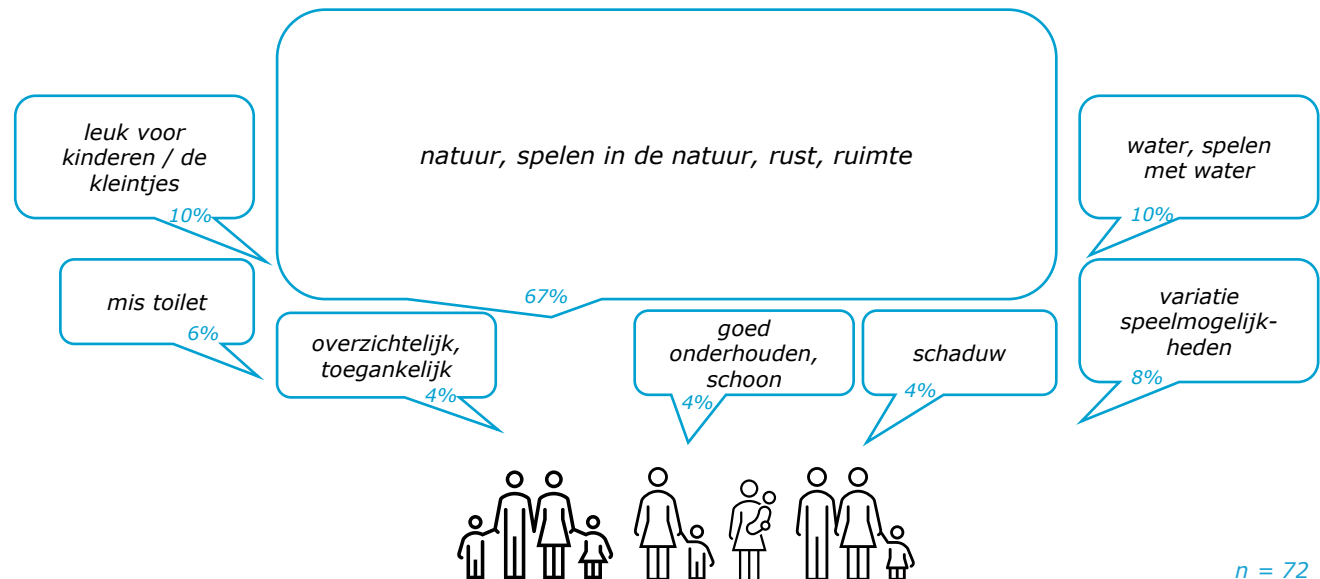 leuk voor
kinderen / de
kleintjes
10%
natuur, spelen in de natuur, rust, ruimte
67%
water, spelen
met water
10%
mis toilet
6%
overzichtelijk,
toegankelijk
4%
goed
onderhouden,
schoon
4%
schaduw
4%
variatie
speelmogelijk-
heden
8%
n = 72